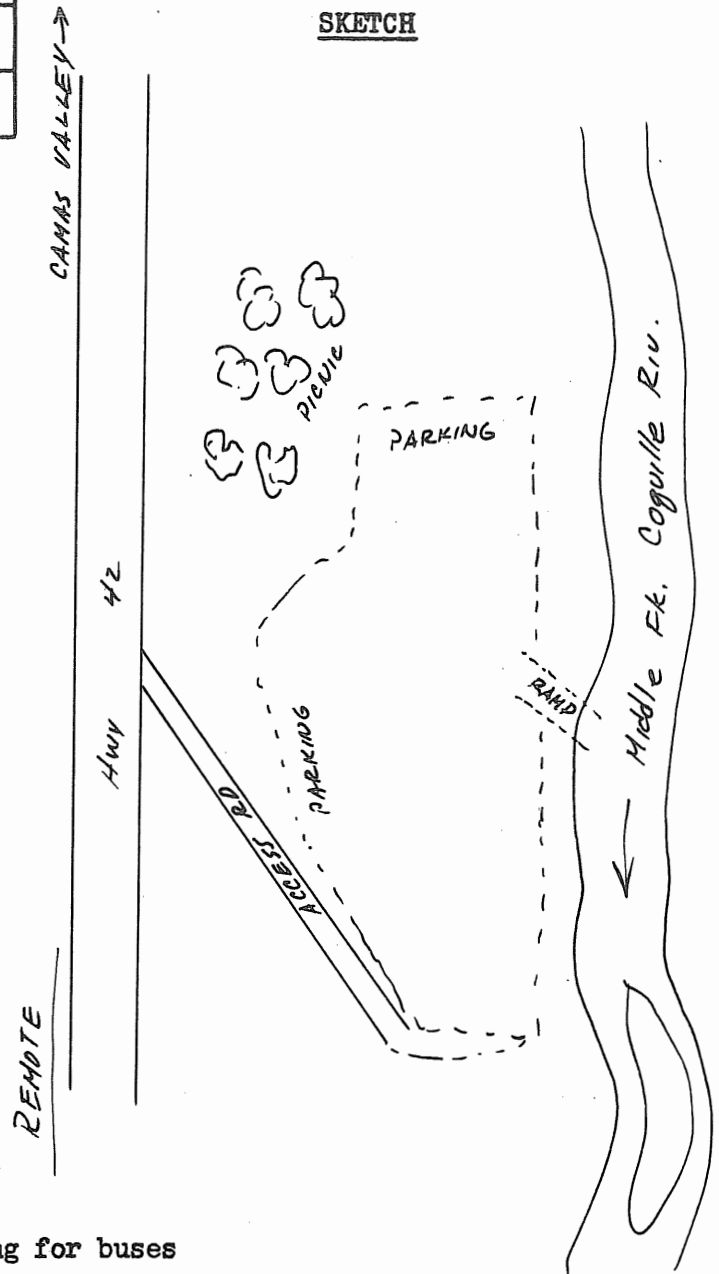 SKETCH
CAMAS VALLEY →
PICNIC
PARKING
HWY 42
Middle Fk. Coquille Riv.
RAMP
PARKING
ACCESS RD
REMOTE
for buses